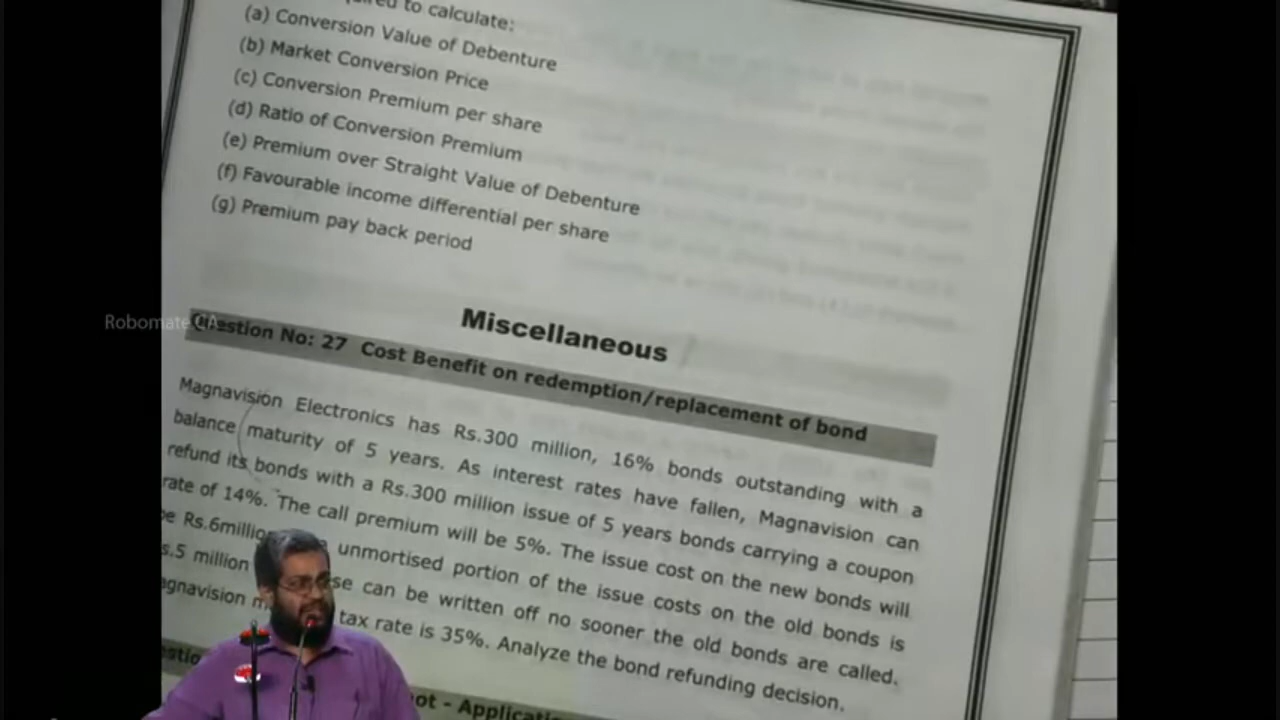 to calculate:
(a) Conversion Value of Debenture
(b) Market Conversion Price
(c) Conversion Premium per share
(d) Ratio of Conversion Premium
(e) Premium over Straight Value of Debenture
(f) Favourable income differential per share
(g) Premium pay back period
Miscellaneous
Robomate
Question No: 27 Cost Benefit on redemption/replacement of bond
Magnavision Electronics has Rs.300 million, 16% bonds outstanding with a
balance maturity of 5 years. As interest rates have fallen, Magnavision can
refund its bonds with a Rs.300 million issue of 5 years bonds carrying a coupon
rate of 14%. The call premium will be 5%. The issue cost on the new bonds will
Rs.6 unmortised portion of the issue costs on the old bonds is
5 million can be written off no sooner the old bonds are called.
tax rate is 35%. Analyze the bond refunding decision.